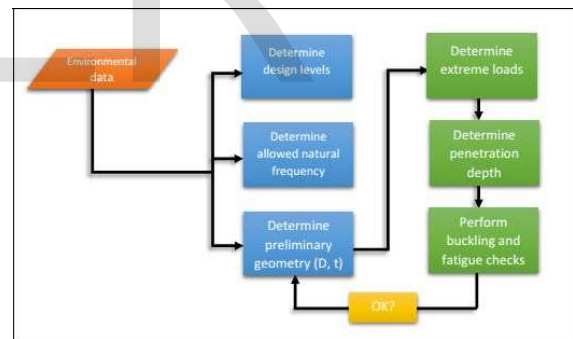 Environmental
data
Determine
design levels
Determine
allowed natural
frequency
Determine
preliminary
geometry (D, t)
Determine
extreme loads
Determine
penetration
depth
Perform
buckling and
fatigue checks
OK?